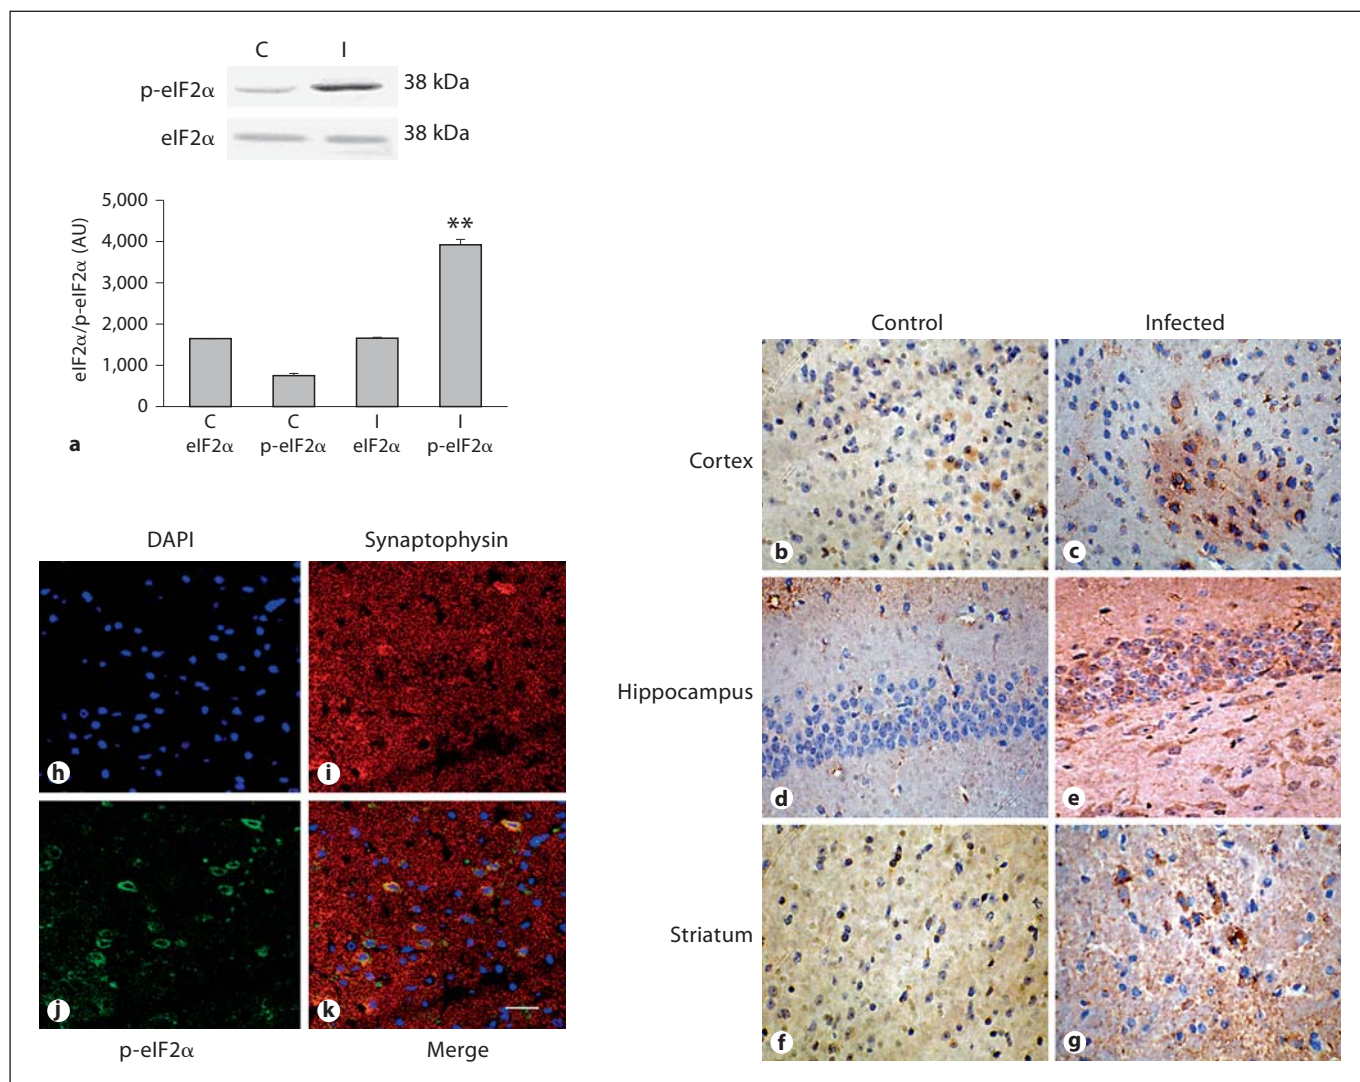 C I
p-eIF2α 38 kDa
eIF2α 38 kDa
eIF2α/p-eIF2α (AU)
5,000
4,000
3,000
2,000
1,000
0
**
C C I I
eIF2α p-eIF2α eIF2α p-eIF2α
a
DAPI Synaptophysin
h i
j k
p-eIF2α Merge
Control Infected
Cortex
b c
Hippocampus
d e
Striatum
f g